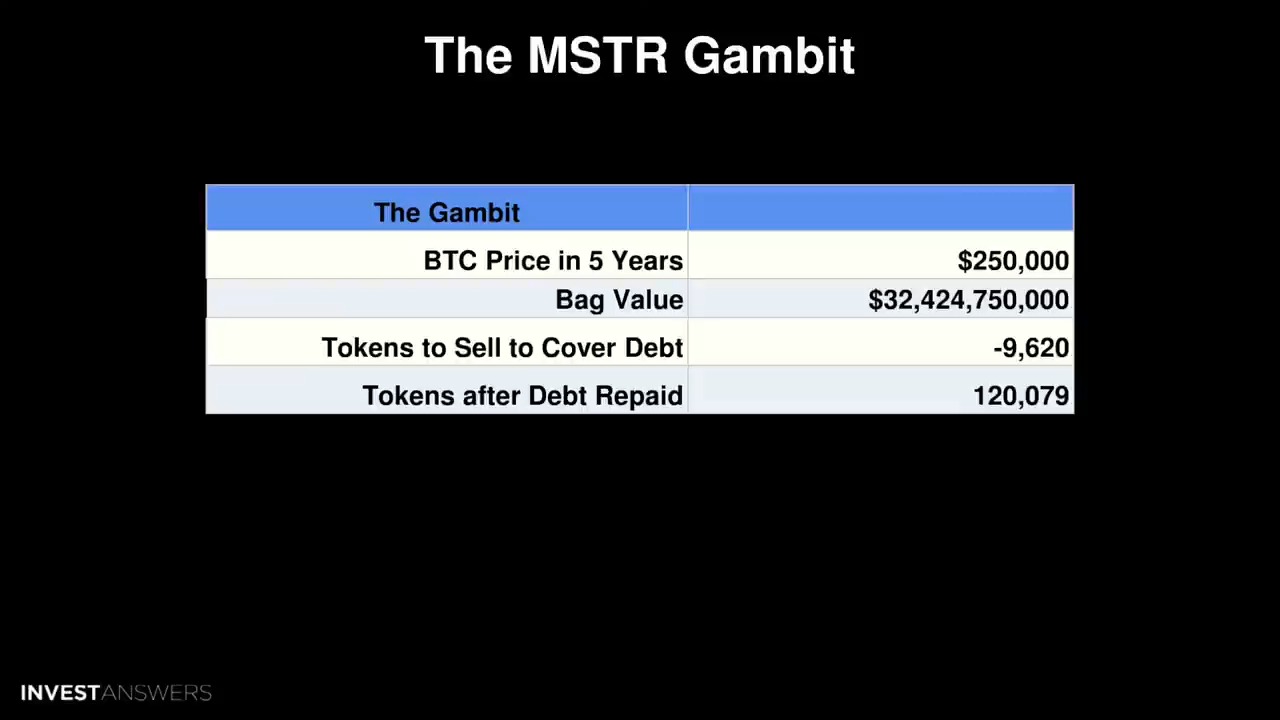 The MSTR Gambit
The Gambit
BTC Price in 5 Years $250,000
Bag Value $32,424,750,000
Tokens to Sell to Cover Debt -9,620
Tokens after Debt Repaid 120,079
INVESTANSWERS